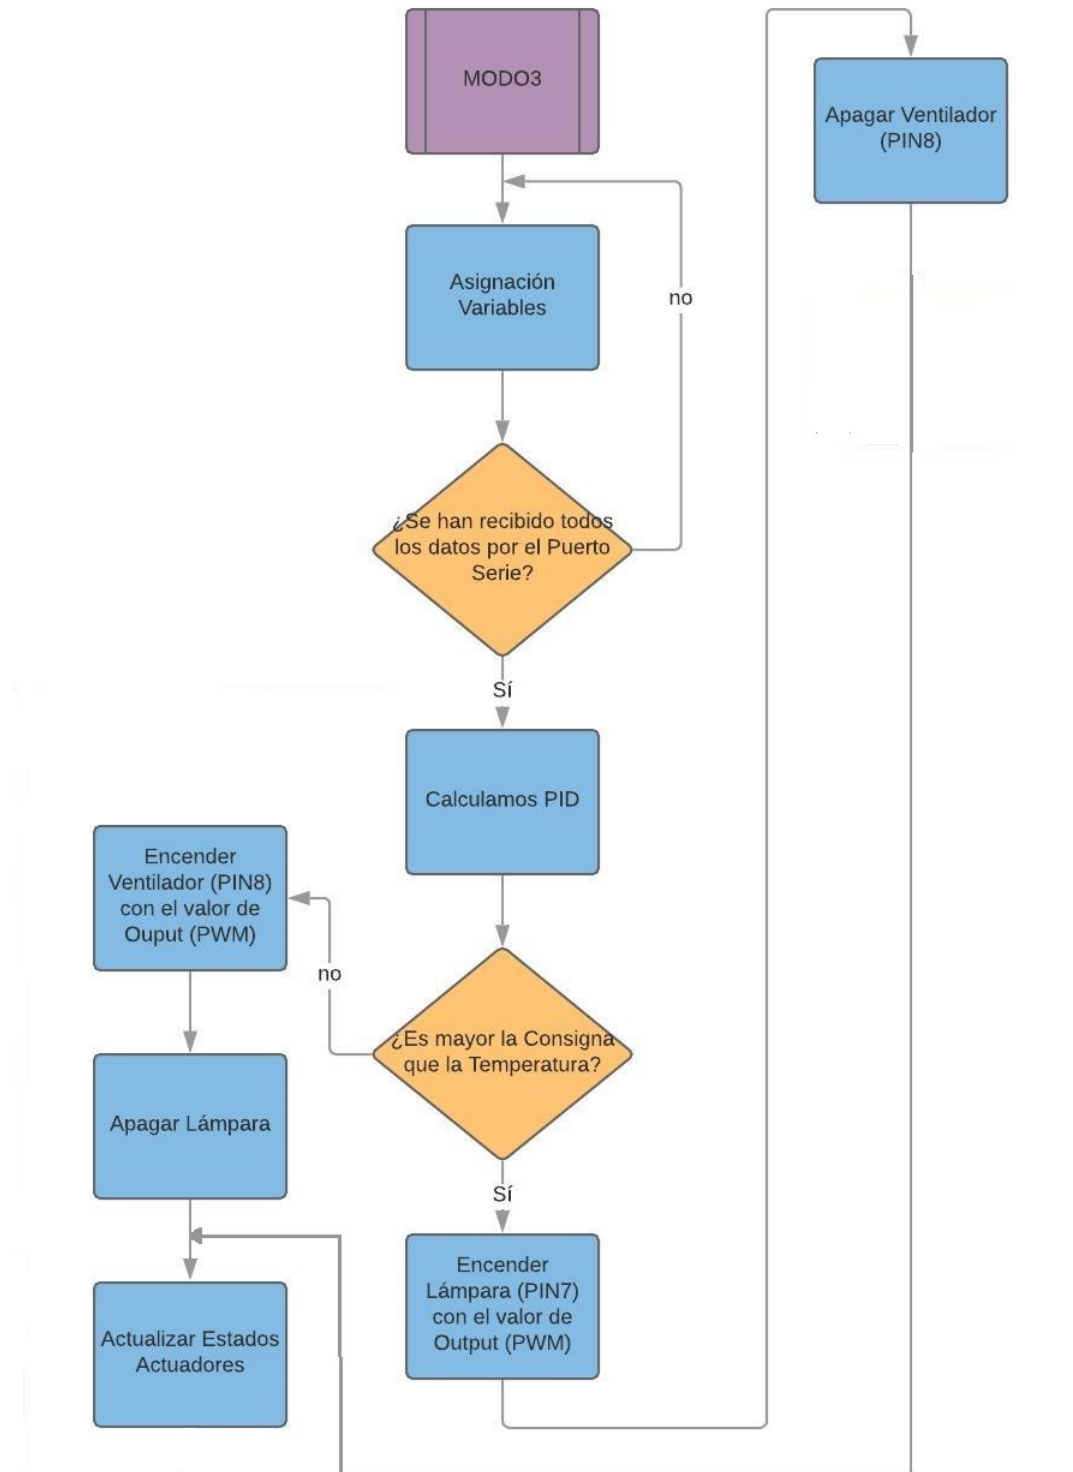 MODO3
Apagar Ventilador
(PIN8)
Asignación
Variables
no
¿Se han recibido todos
los datos por el Puerto
Serie?
Sí
Calculamos PID
Encender
Ventilador (PIN8)
con el valor de
Ouput (PWM)
no
¿Es mayor la Consigna
que la Temperatura?
Apagar Lámpara
Sí
Encender
Lámpara (PIN7)
con el valor de
Output (PWM)
Actualizar Estados
Actuadores